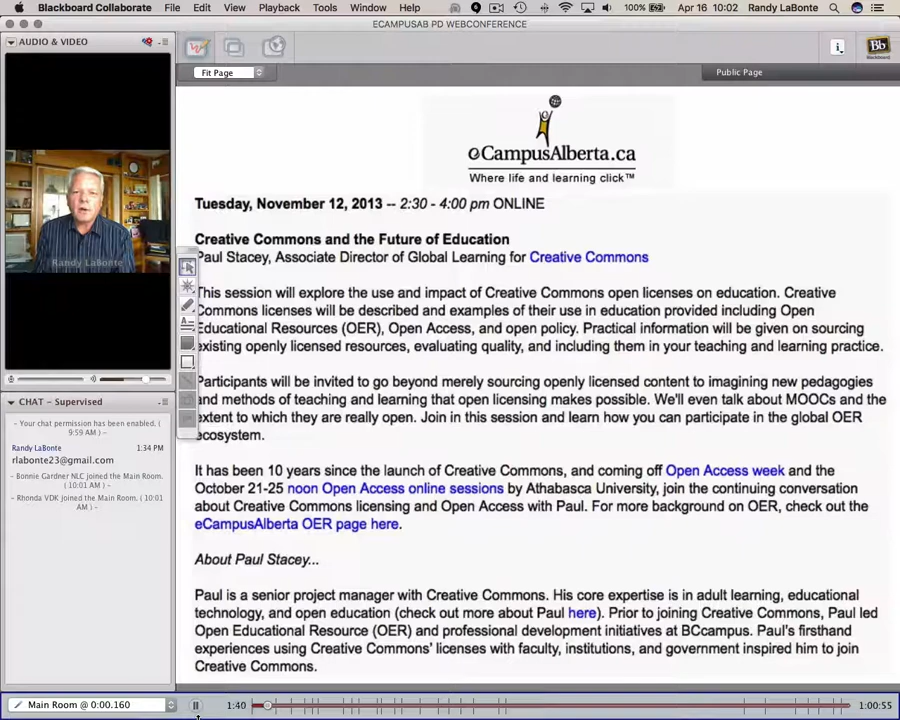 Blackboard Collaborate File Edit View Playback Tools Window Help 100% Apr 16 10:02 Randy LaBonte
ECAMPUSAB PD WEBCONFERENCE
AUDIO & VIDEO
Randy LaBonte
CHAT – Supervised
– Your chat permission has been enabled. (
9:59 AM) –
Randy LaBonte 1:34 PM
rlabonte23@gmail.com
– Bonnie Gardner NLC joined the Main Room.
( 10:01 AM ) –
– Rhonda VDK joined the Main Room. ( 10:01
AM ) –
Fit Page
Public Page
i
Bb
Blackboard
eCampusAlberta.ca
Where life and learning click™
Tuesday, November 12, 2013 -- 2:30 - 4:00 pm ONLINE
Creative Commons and the Future of Education
Paul Stacey, Associate Director of Global Learning for Creative Commons
This session will explore the use and impact of Creative Commons open licenses on education. Creative
Commons licenses will be described and examples of their use in education provided including Open
Educational Resources (OER), Open Access, and open policy. Practical information will be given on sourcing
existing openly licensed resources, evaluating quality, and including them in your teaching and learning practice.
Participants will be invited to go beyond merely sourcing openly licensed content to imagining new pedagogies
and methods of teaching and learning that open licensing makes possible. We'll even talk about MOOCs and the
extent to which they are really open. Join in this session and learn how you can participate in the global OER
ecosystem.
It has been 10 years since the launch of Creative Commons, and coming off Open Access week and the
October 21-25 noon Open Access online sessions by Athabasca University, join the continuing conversation
about Creative Commons licensing and Open Access with Paul. For more background on OER, check out the
eCampusAlberta OER page here.
About Paul Stacey...
Paul is a senior project manager with Creative Commons. His core expertise is in adult learning, educational
technology, and open education (check out more about Paul here). Prior to joining Creative Commons, Paul led
Open Educational Resource (OER) and professional development initiatives at BCcampus. Paul's firsthand
experiences using Creative Commons' licenses with faculty, institutions, and government inspired him to join
Creative Commons.
Main Room @ 0:00.160
1:40
1:00:55